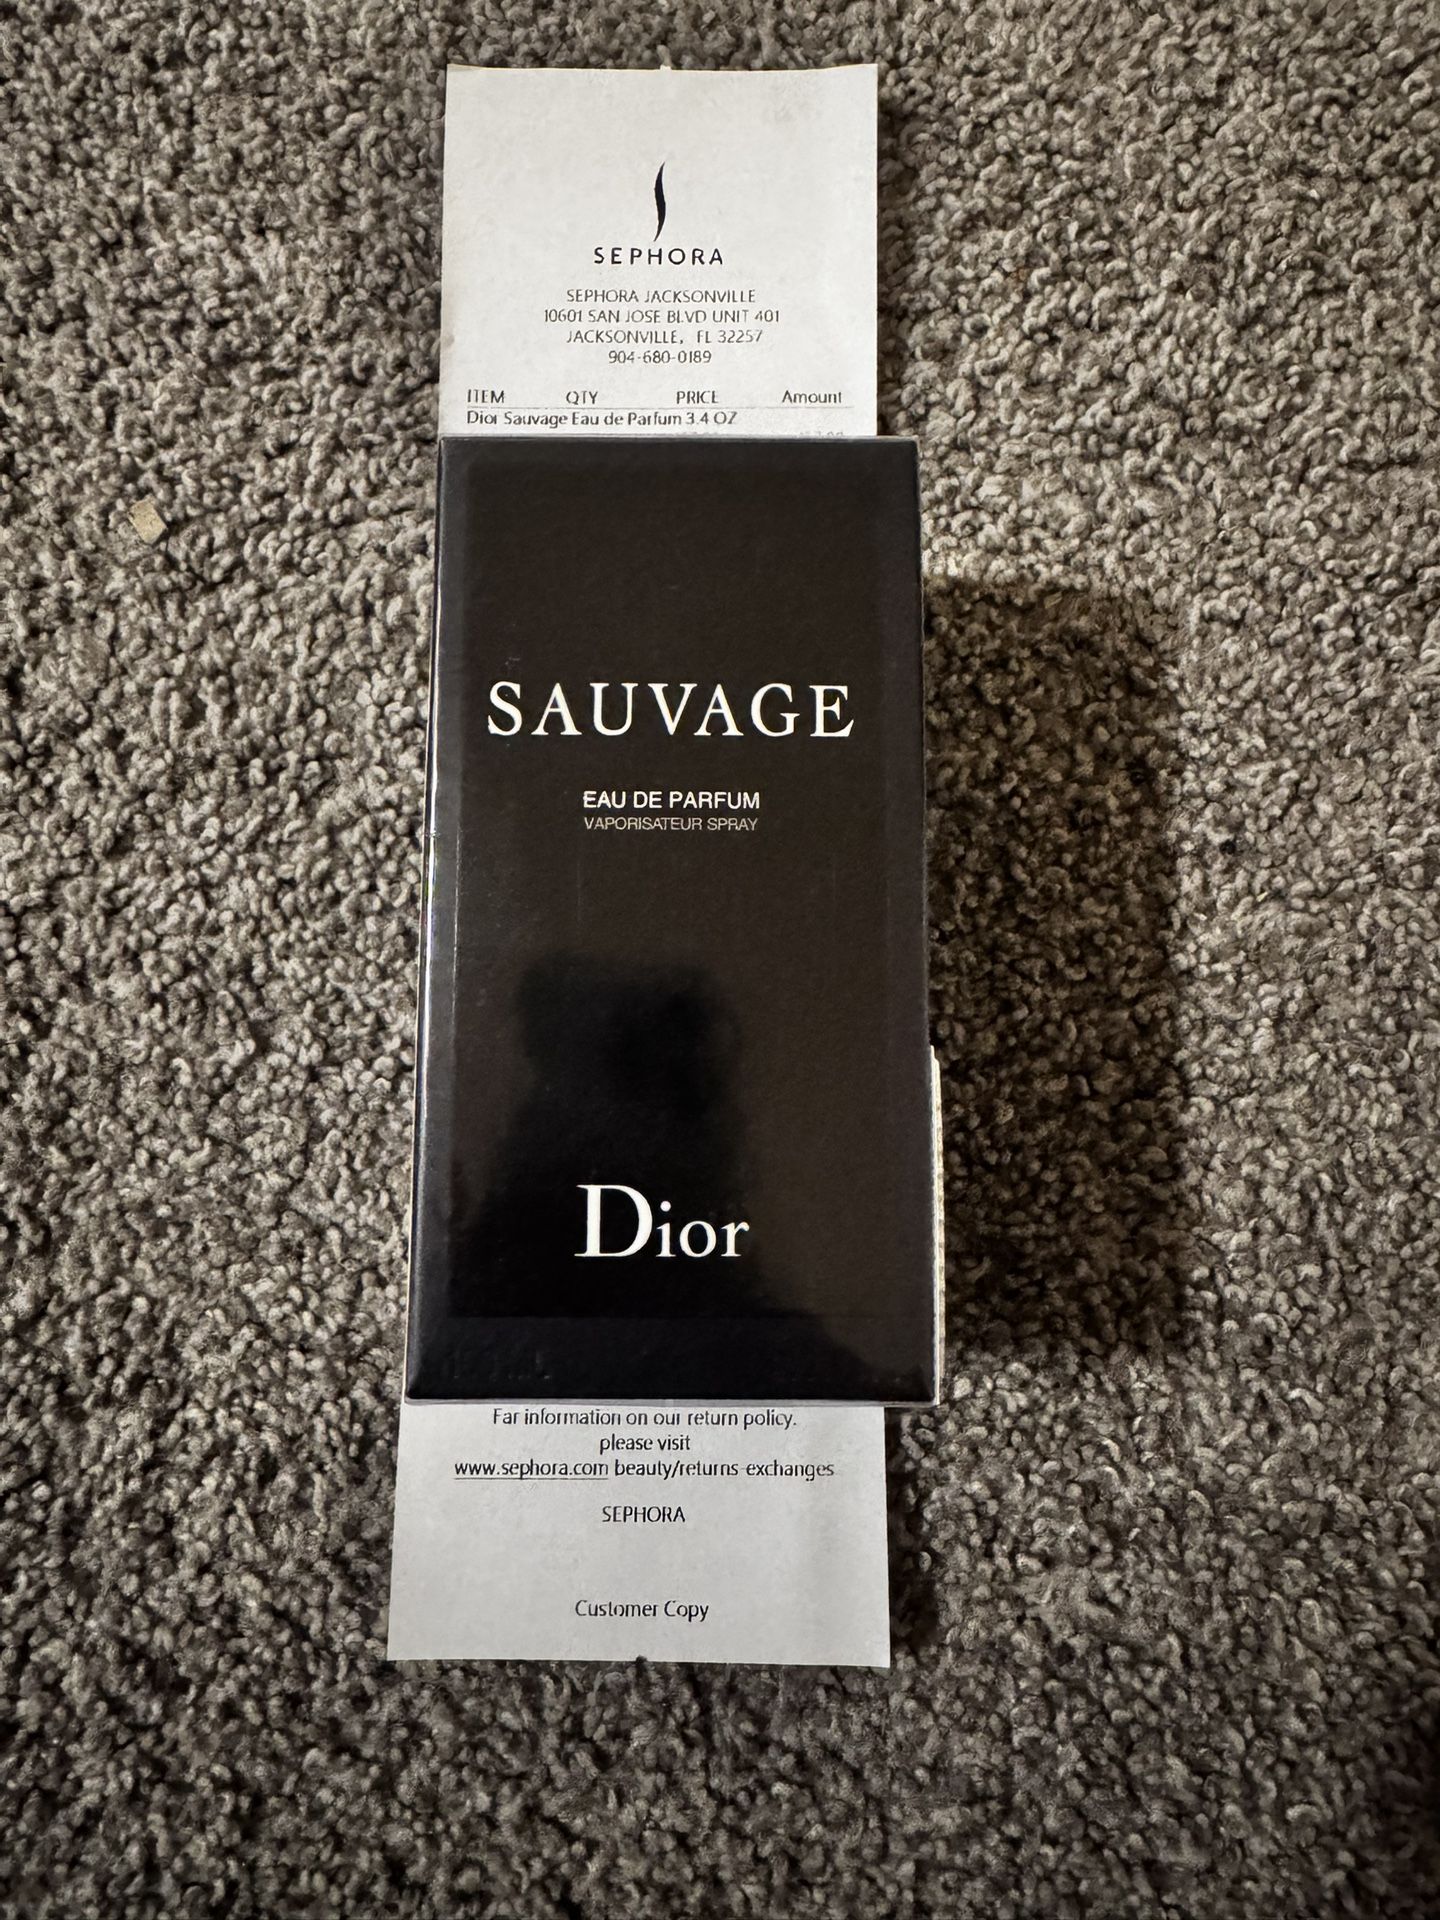 SEPHORA
SEPHORA JACKSONVILLE
10601 SAN JOSE BLVD UNIT 401
JACKSONVILLE, FL 32257
904-680-0189
ITEM QTY PRICE Amount
Dior Sauvage Eau de Parfum 3.4 OZ
SAUVAGE
EAU DE PARFUM
VAPORISATEUR SPRAY
Dior
Far information on our return policy.
please visit
www.sephora.com beauty/returns-exchanges
SEPHORA
Customer Copy